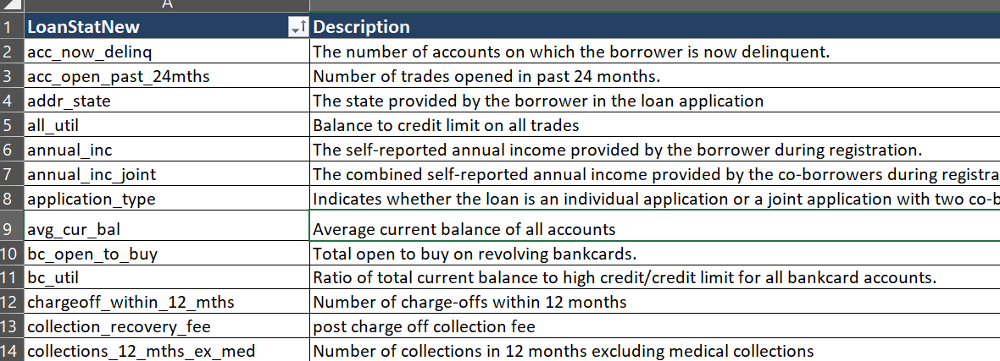 A
1 LoanStatNew Description
2 acc_now_delinq The number of accounts on which the borrower is now delinquent.
3 acc_open_past_24mths Number of trades opened in past 24 months.
4 addr_state The state provided by the borrower in the loan application
5 all_util Balance to credit limit on all trades
6 annual_inc The self-reported annual income provided by the borrower during registration.
7 annual_inc_joint The combined self-reported annual income provided by the co-borrowers during registra
8 application_type Indicates whether the loan is an individual application or a joint application with two co-b
9 avg_cur_bal Average current balance of all accounts
10 bc_open_to_buy Total open to buy on revolving bankcards.
11 bc_util Ratio of total current balance to high credit/credit limit for all bankcard accounts.
12 chargeoff_within_12_mths Number of charge-offs within 12 months
13 collection_recovery_fee post charge off collection fee
14 collections_12_mths_ex_med Number of collections in 12 months excluding medical collections